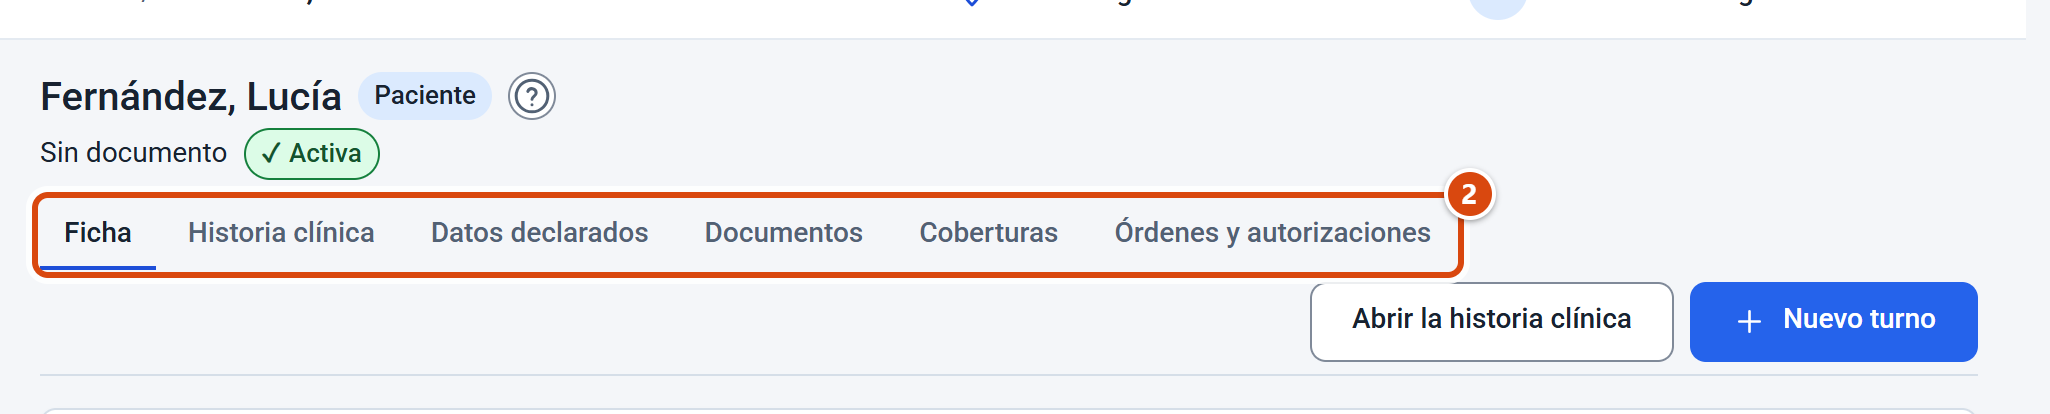 Fernández, Lucía Paciente ?
Sin documento ✓ Activa
2
Ficha Historia clínica Datos declarados Documentos Coberturas Órdenes y autorizaciones
Abrir la historia clínica + Nuevo turno